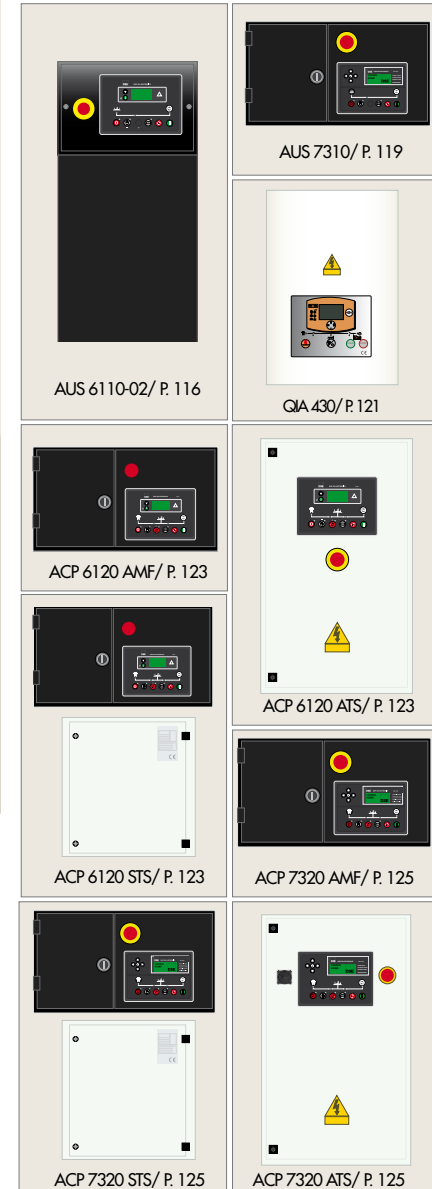 AUS 6110-02/ P. 116
AUS 7310/ P. 119
QIA 430/ P. 121
ACP 6120 AMF/ P. 123
ACP 6120 ATS/ P. 123
ACP 6120 STS/ P. 123
ACP 7320 AMF/ P. 125
ACP 7320 STS/ P. 125
ACP 7320 ATS/ P. 125